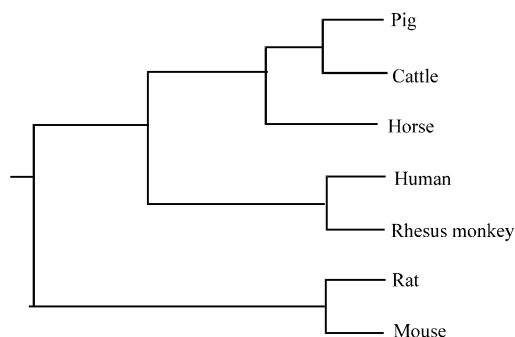 Pig
Cattle
Horse
Human
Rhesus monkey
Rat
Mouse